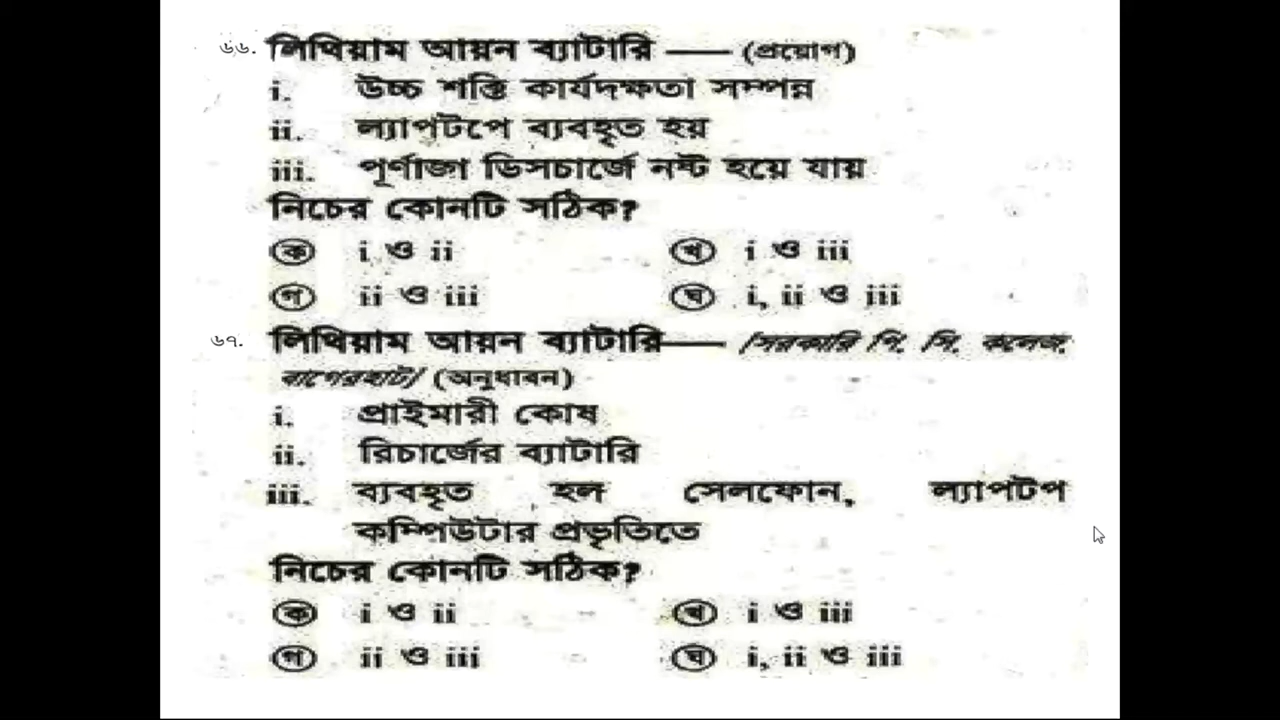 ৬৬. লিথিয়াম আয়ন ব্যাটারি —— (প্রয়োগ)
i. উচ্চ শক্তি কার্যদক্ষতা সম্পন্ন
ii. ল্যাপটপে ব্যবহৃত হয়
iii. পূর্ণাঙ্গ ডিসচার্জে নষ্ট হয়ে যায়
নিচের কোনটি সঠিক?
ক i ও ii খ i ও iii
গ ii ও iii ঘ i, ii ও iii
৬৭. লিথিয়াম আয়ন ব্যাটারি—— [সরকারি পি. সি. কলেজ,
বাগেরহাট] (অনুধাবন)
i. প্রাইমারী কোষ
ii. রিচার্জের ব্যাটারি
iii. ব্যবহৃত হল সেলফোন, ল্যাপটপ
কম্পিউটার প্রভৃতিতে
নিচের কোনটি সঠিক?
ক i ও ii খ i ও iii
গ ii ও iii ঘ i, ii ও iii